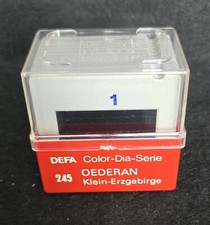 1
DEFA Color-Dia-Serie
245 OEDERAN
Klein-Erzgebirge